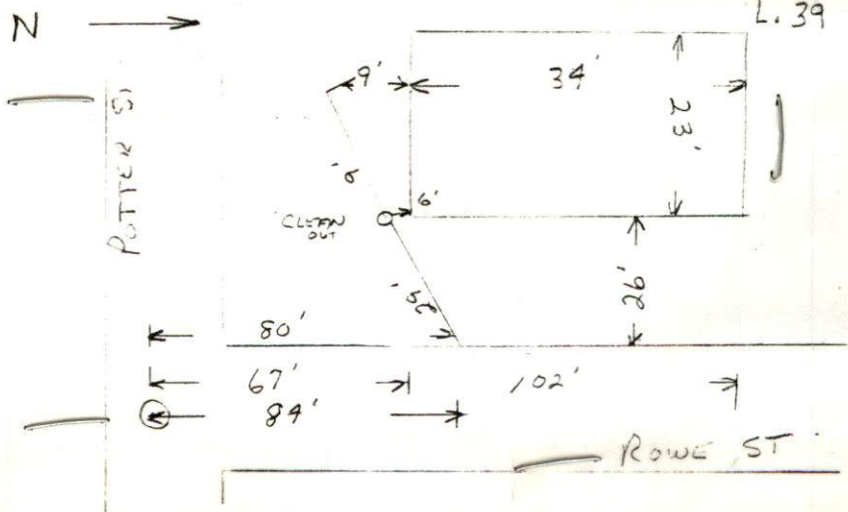 N
L. 39
9'
34'
23'
POTTER ST
6'
CLEAN
OUT
26'
80'
67'
102'
84'
ROWE ST